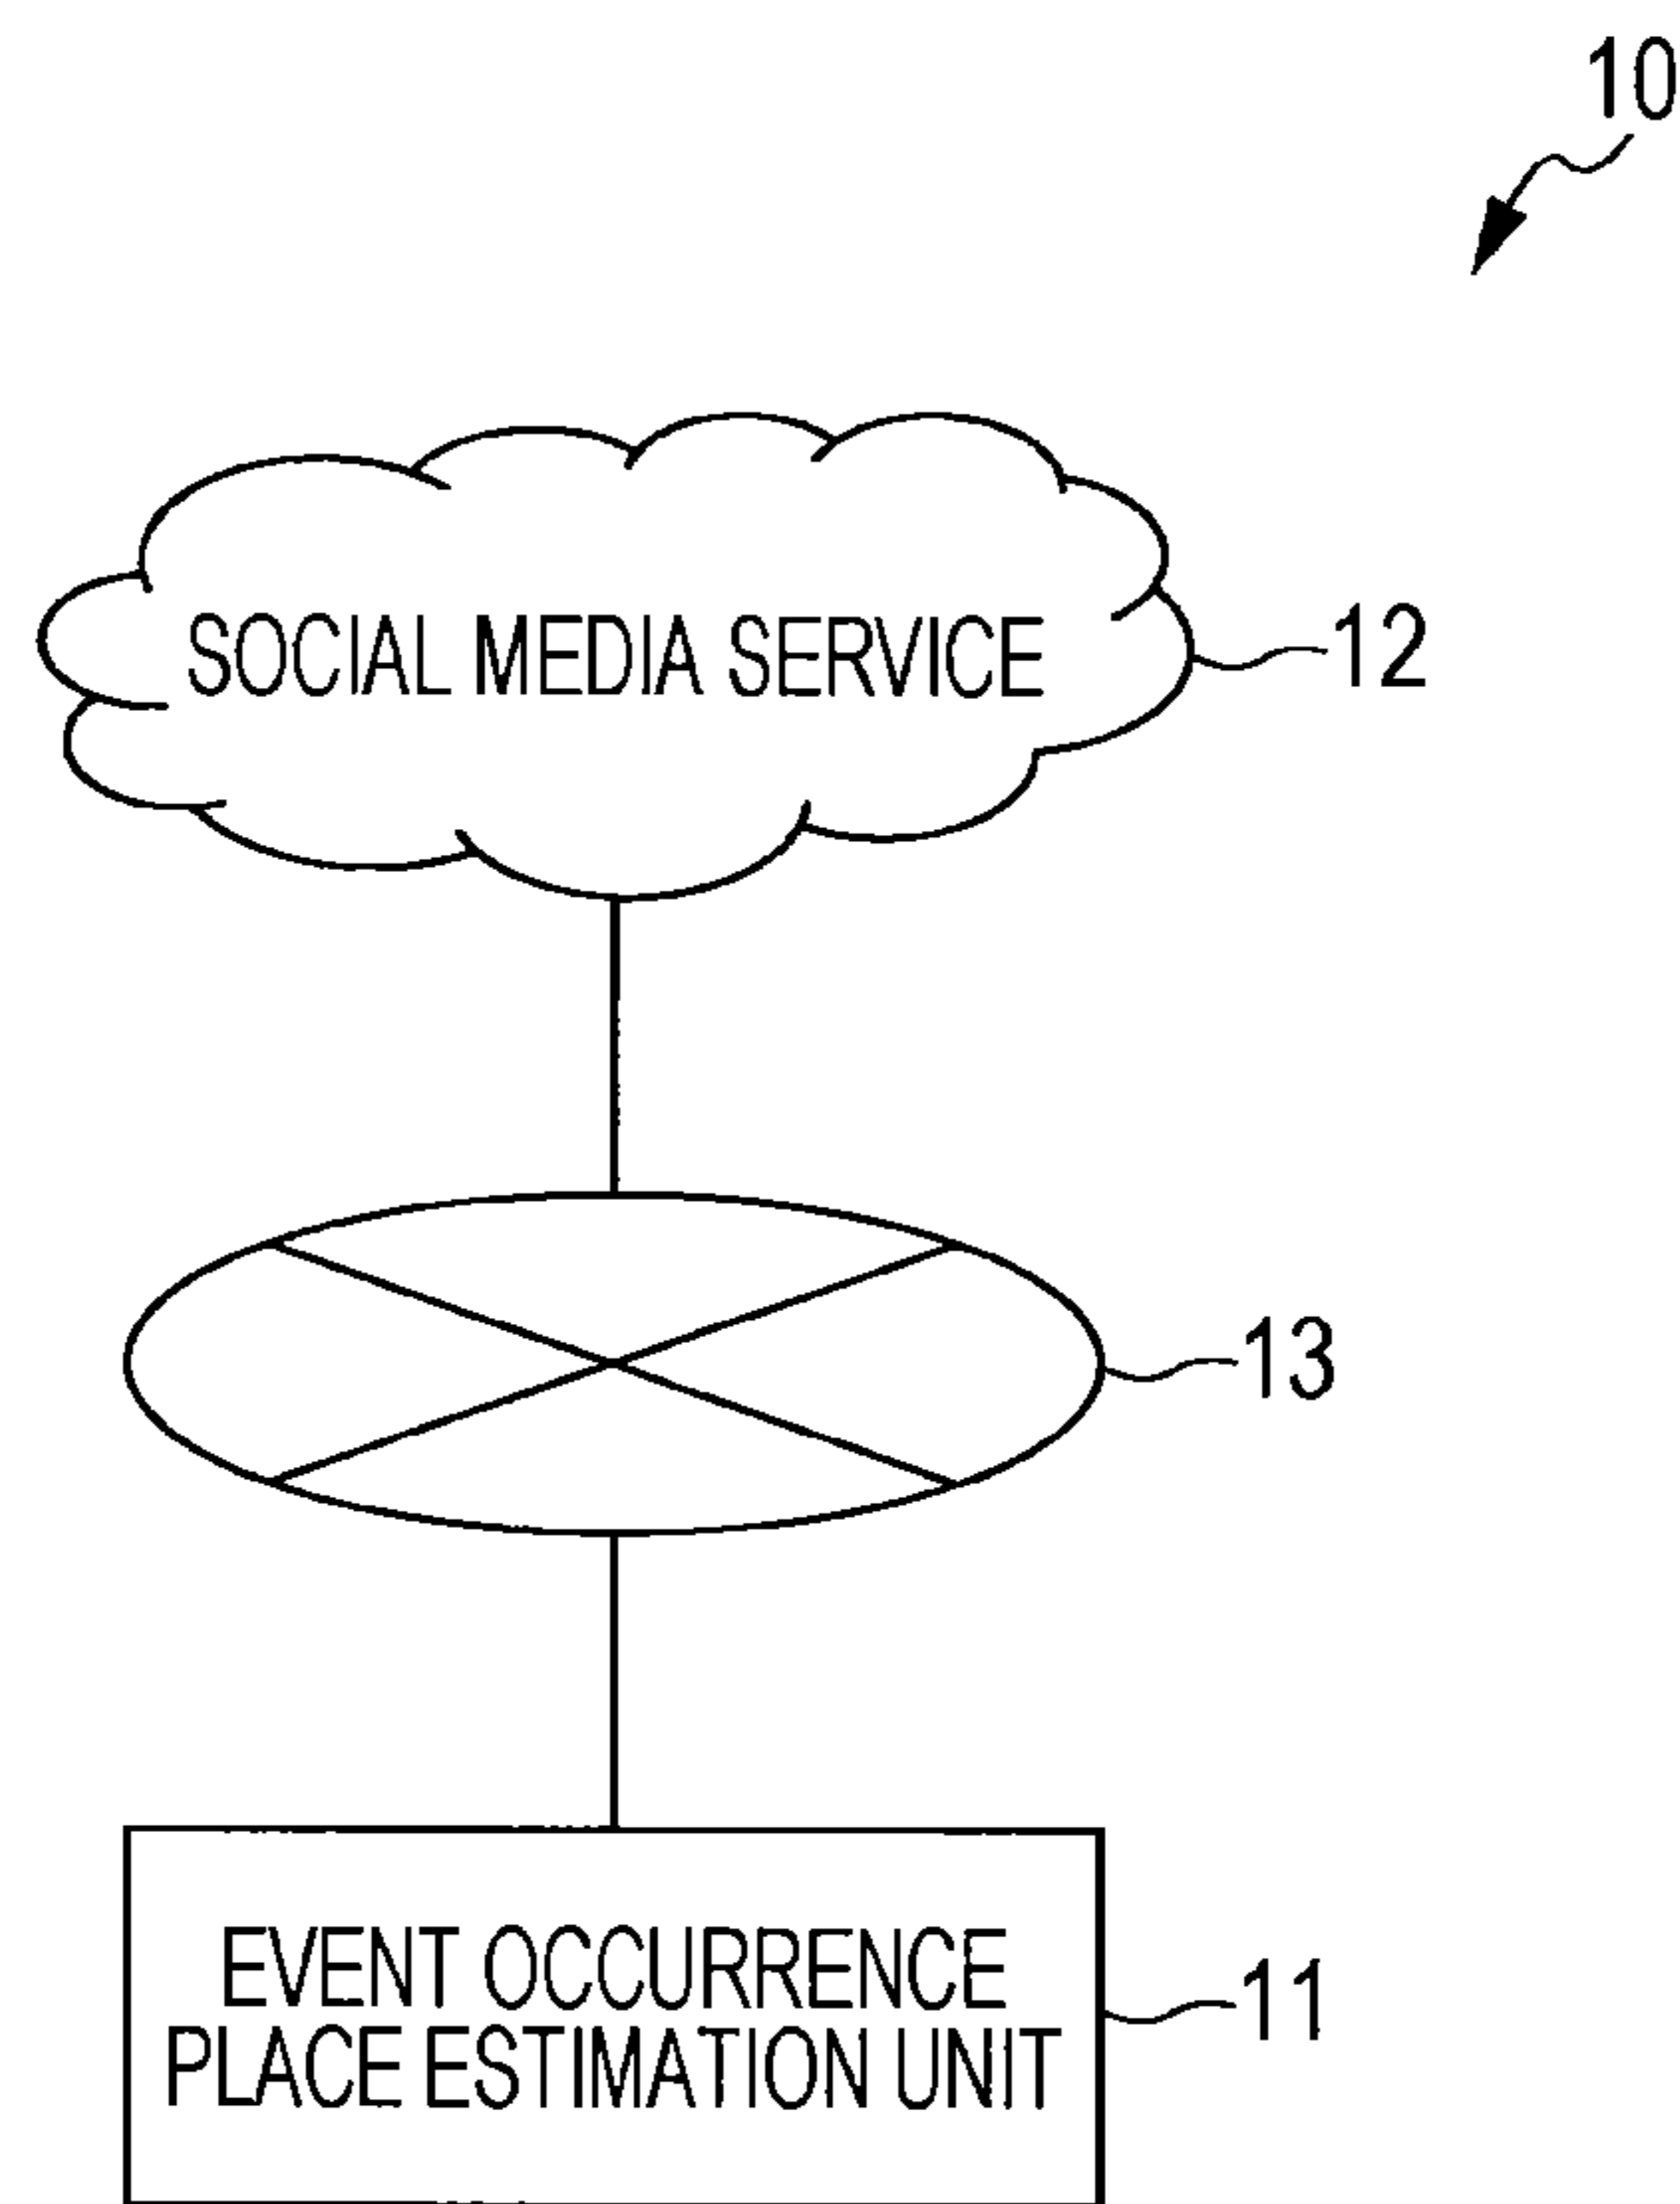 10
SOCIAL MEDIA SERVICE
12
13
EVENT OCCURRENCE
PLACE ESTIMATION UNIT
11